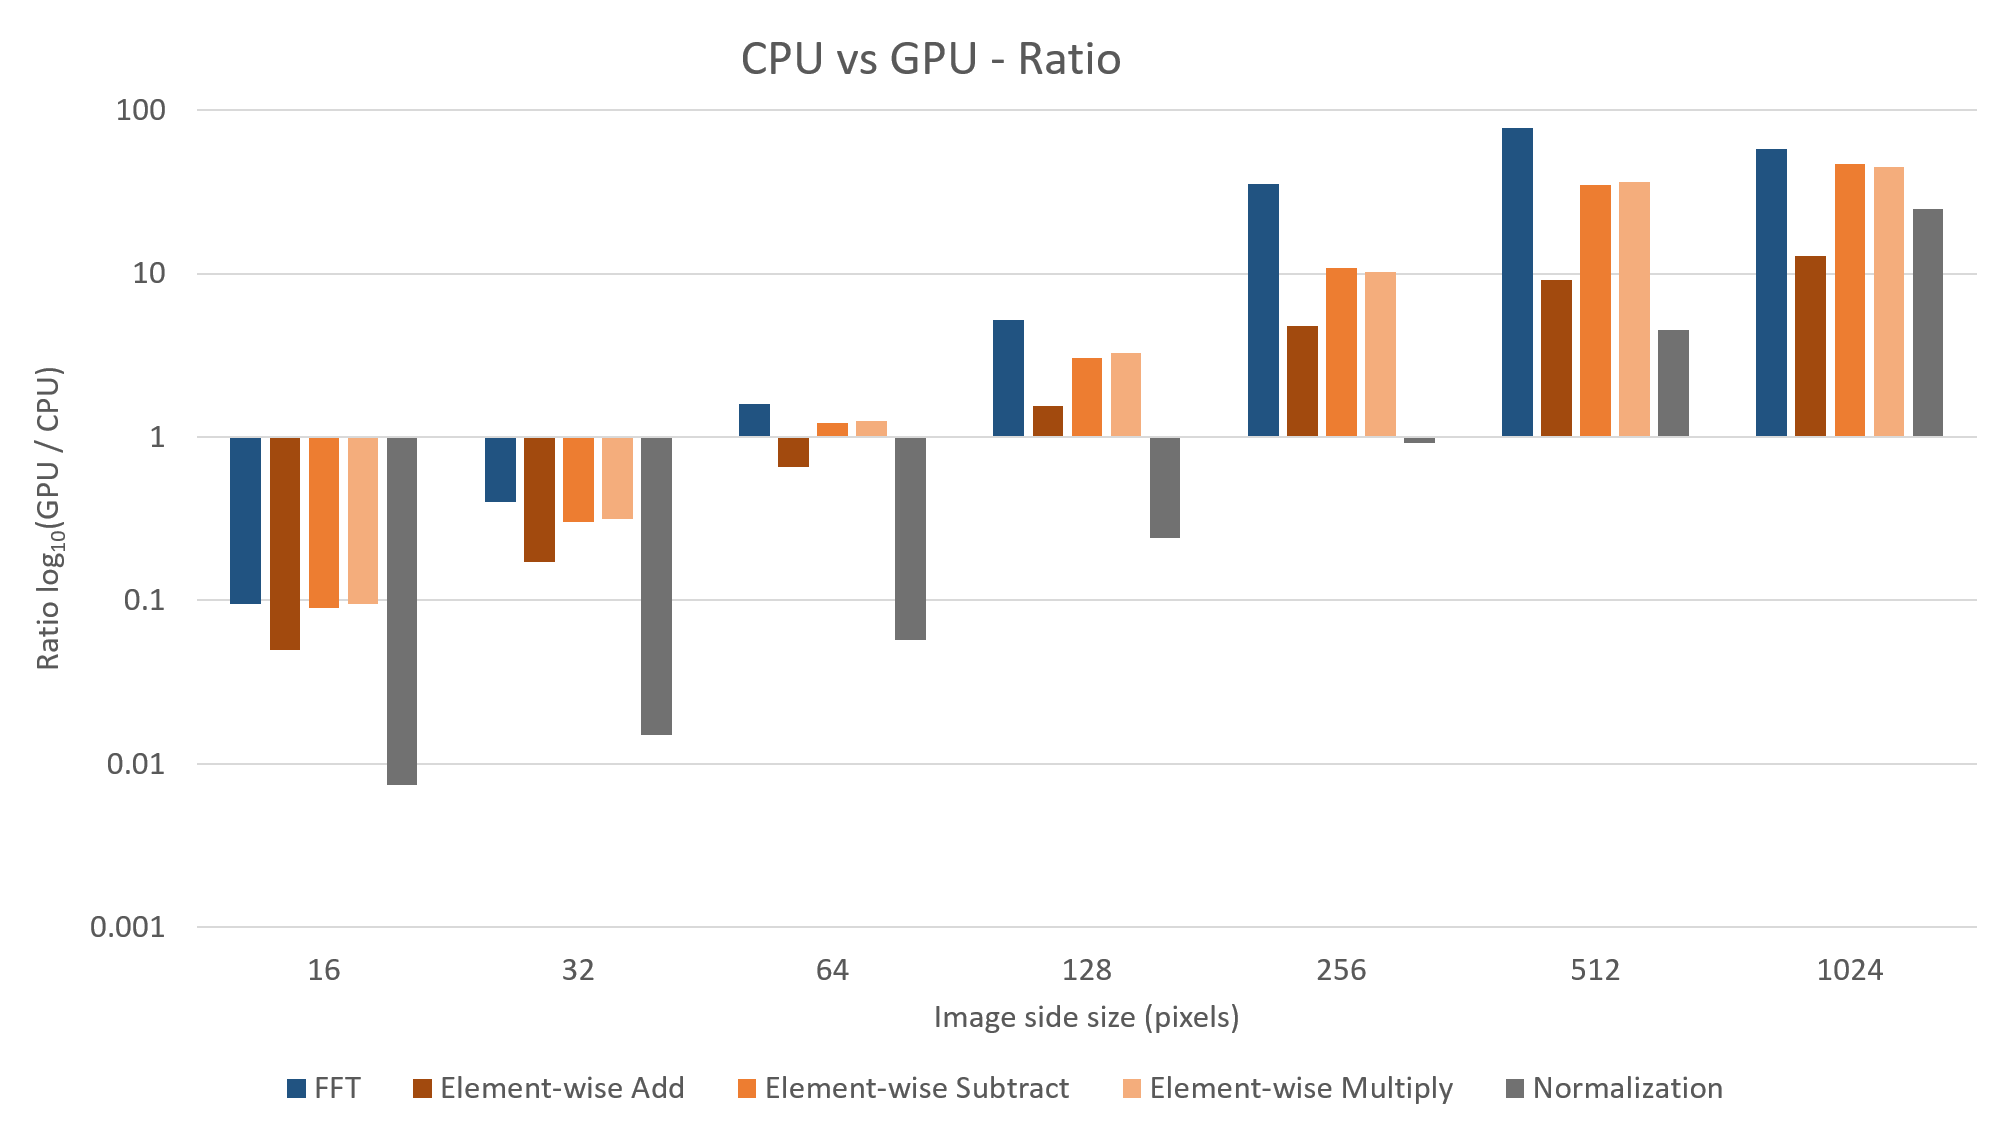 CPU vs GPU - Ratio
100
10
1
0.1
0.01
0.001
Ratio log₁₀(GPU / CPU)
16 32 64 128 256 512 1024
Image side size (pixels)
FFT Element-wise Add Element-wise Subtract Element-wise Multiply Normalization